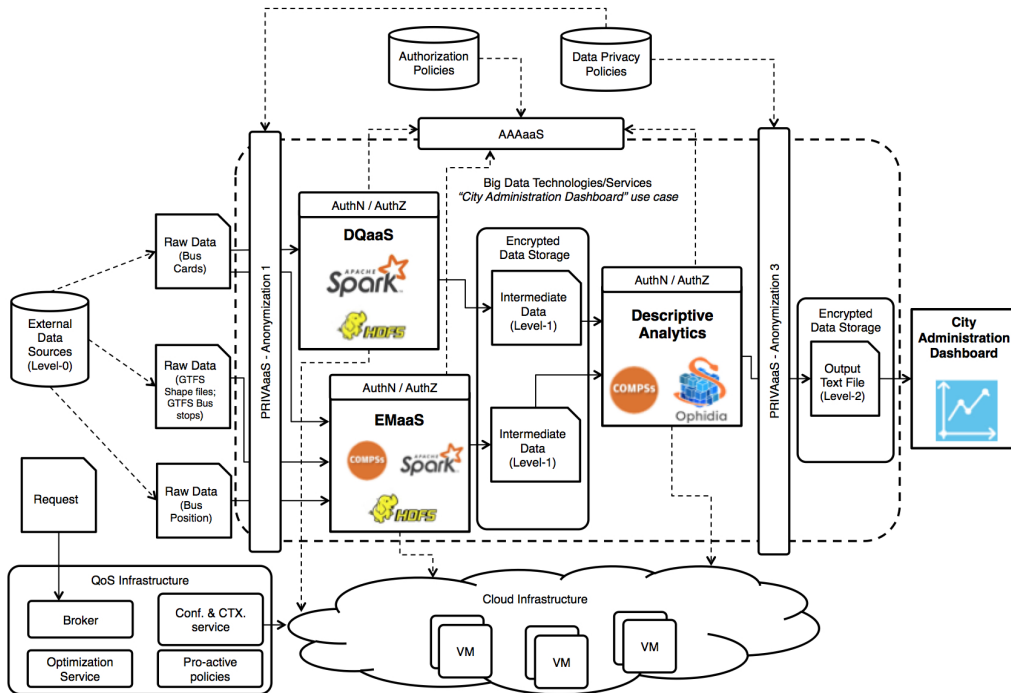 Authorization
Policies
Data Privacy
Policies
AAAaaS
Big Data Technologies/Services
“City Administration Dashboard” use case
PRIVAaaS - Anonymization 1
PRIVAaaS - Anonymization 3
External
Data
Sources
(Level-0)
Raw Data
(Bus
Cards)
Raw Data
(GTFS
Shape files;
GTFS Bus
stops)
Raw Data
(Bus
Position)
AuthN / AuthZ
DQaaS
APACHE
Spark
HDFS
AuthN / AuthZ
EMaaS
COMPSs
APACHE
Spark
HDFS
Encrypted
Data Storage
Intermediate
Data
(Level-1)
Intermediate
Data
(Level-1)
AuthN / AuthZ
Descriptive
Analytics
COMPSs
Ophidia
Encrypted
Data Storage
Output
Text File
(Level-2)
City
Administration
Dashboard
Request
QoS Infrastructure
Broker
Conf. & CTX.
service
Optimization
Service
Pro-active
policies
Cloud Infrastructure
VM
VM
VM